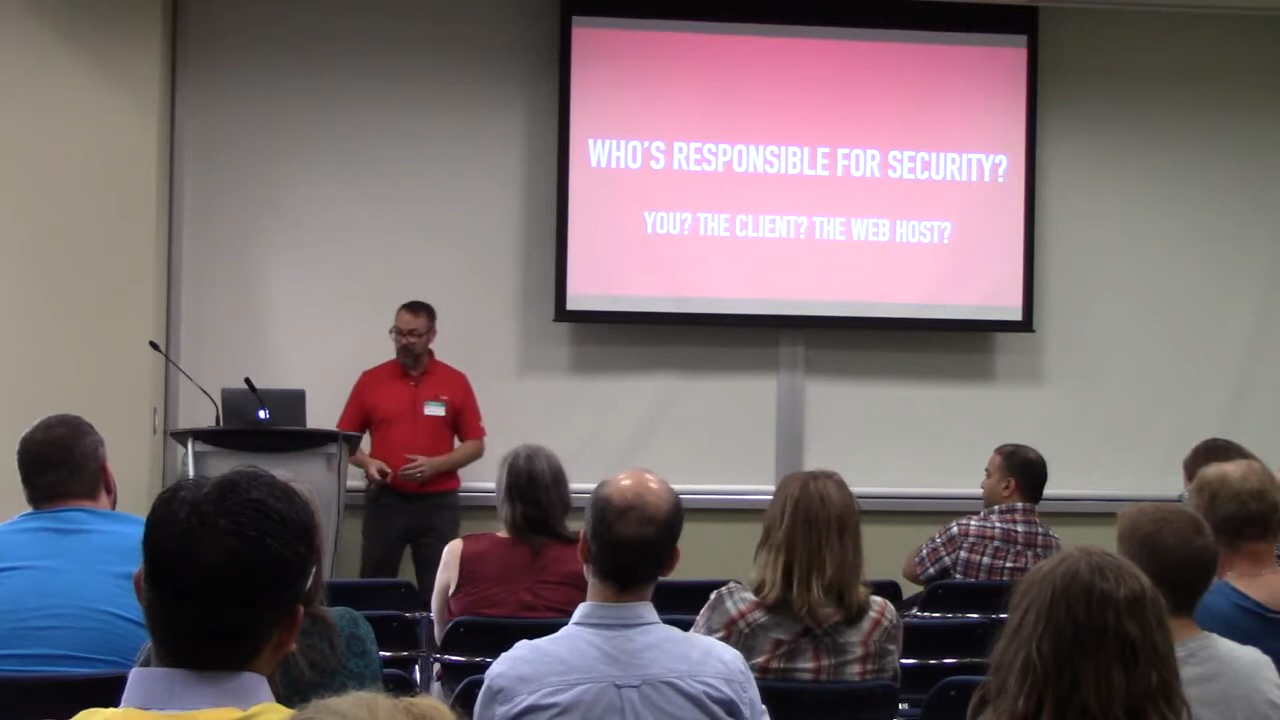 WHO'S RESPONSIBLE FOR SECURITY?
YOU? THE CLIENT? THE WEB HOST?